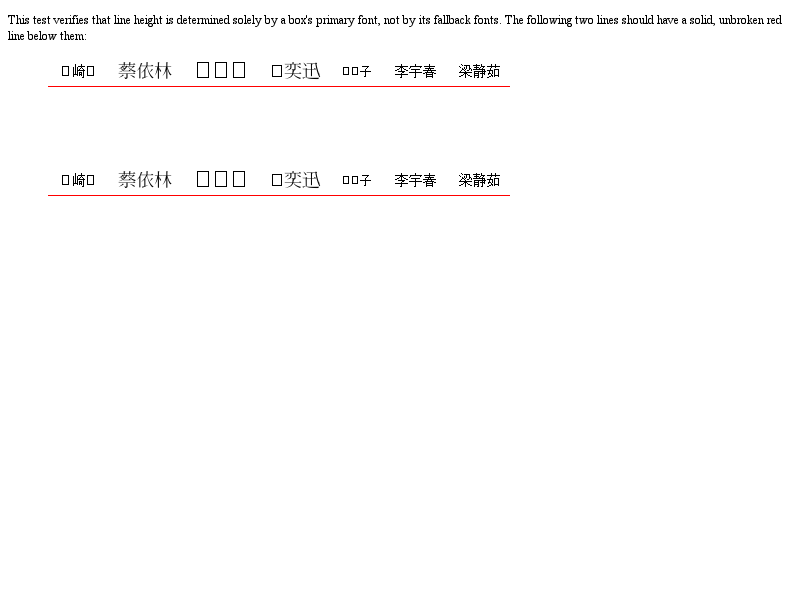 This test verifies that line height is determined solely by a box's primary font, not by its fallback fonts. The following two lines should have a solid, unbroken red
line below them:
崎 蔡依林 奕迅 子 李宇春 梁静茹
崎 蔡依林 奕迅 子 李宇春 梁静茹